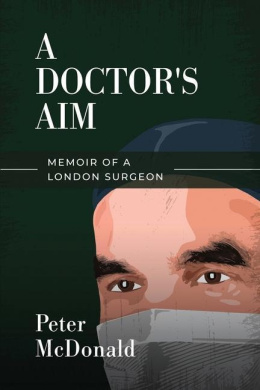 A
DOCTOR'S
AIM
MEMOIR OF A
LONDON SURGEON
Peter
McDonald